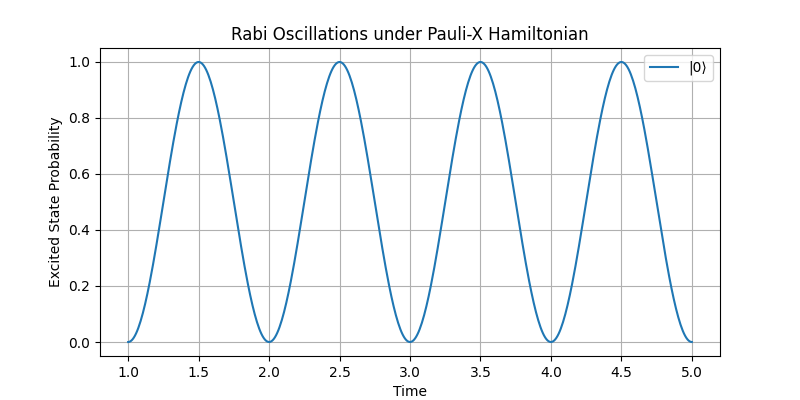 Rabi Oscillations under Pauli-X Hamiltonian
|0⟩
Excited State Probability
1.0
0.8
0.6
0.4
0.2
0.0
1.0 1.5 2.0 2.5 3.0 3.5 4.0 4.5 5.0
Time